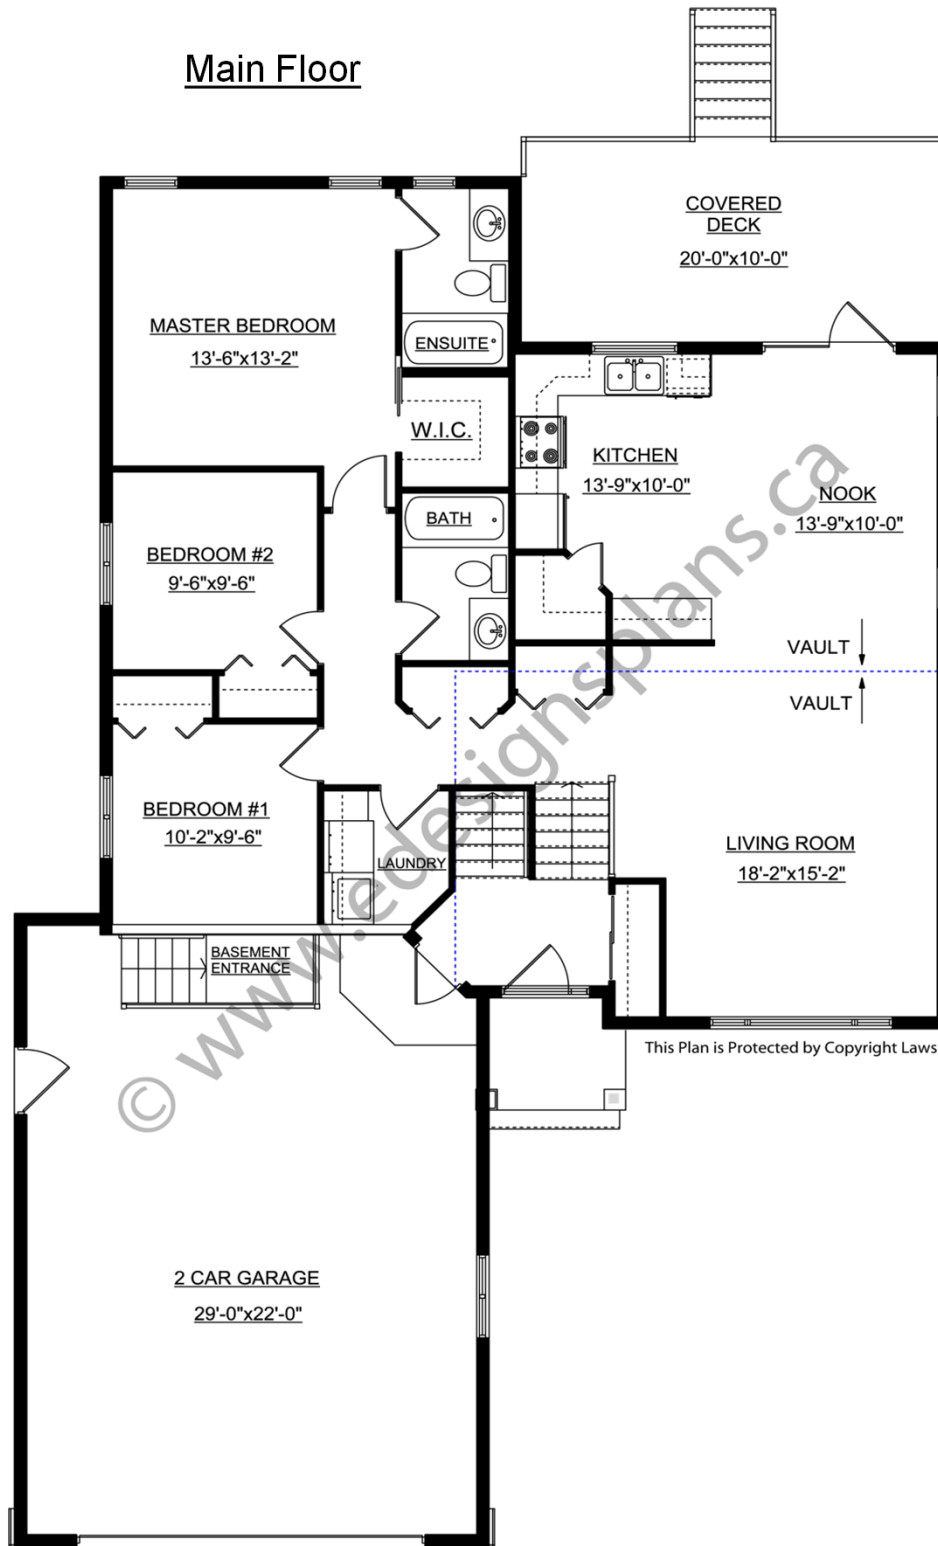 Main Floor
COVERED
DECK
20'-0"x10'-0"
MASTER BEDROOM
13'-6"x13'-2"
ENSUITE
W.I.C.
KITCHEN
13'-9"x10'-0"
NOOK
13'-9"x10'-0"
BATH
BEDROOM #2
9'-6"x9'-6"
VAULT
VAULT
BEDROOM #1
10'-2"x9'-6"
LAUNDRY
LIVING ROOM
18'-2"x15'-2"
BASEMENT
ENTRANCE
This Plan is Protected by Copyright Laws
2 CAR GARAGE
29'-0"x22'-0"
© www.edesignsplans.ca